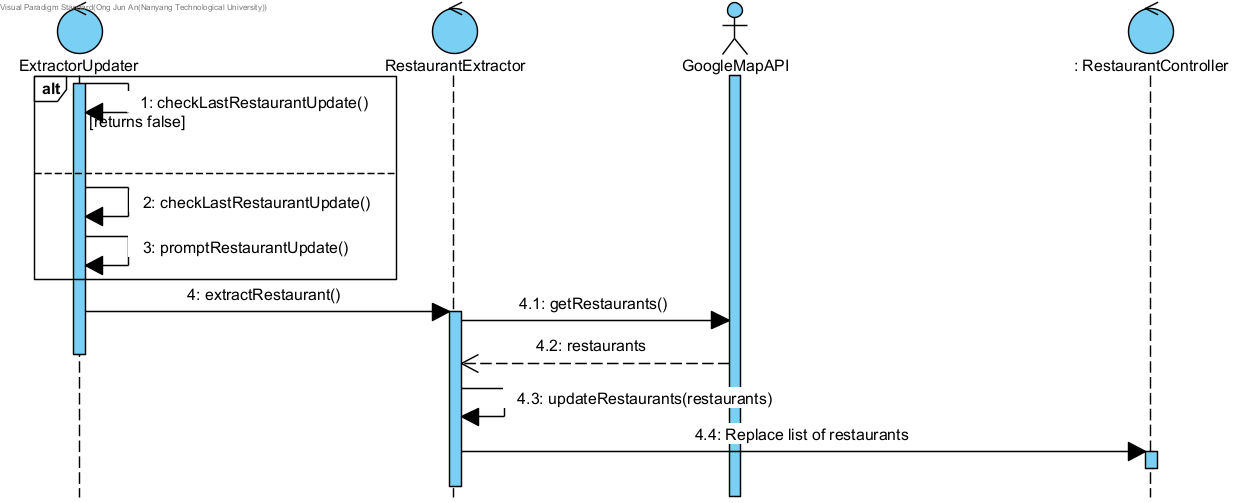 Visual Paradigm Standard(Ong Jun An(Nanyang Technological University))
ExtractorUpdater
RestaurantExtractor
GoogleMapAPI
: RestaurantController
alt
1: checkLastRestaurantUpdate()
[returns false]
2: checkLastRestaurantUpdate()
3: promptRestaurantUpdate()
4: extractRestaurant()
4.1: getRestaurants()
4.2: restaurants
4.3: updateRestaurants(restaurants)
4.4: Replace list of restaurants